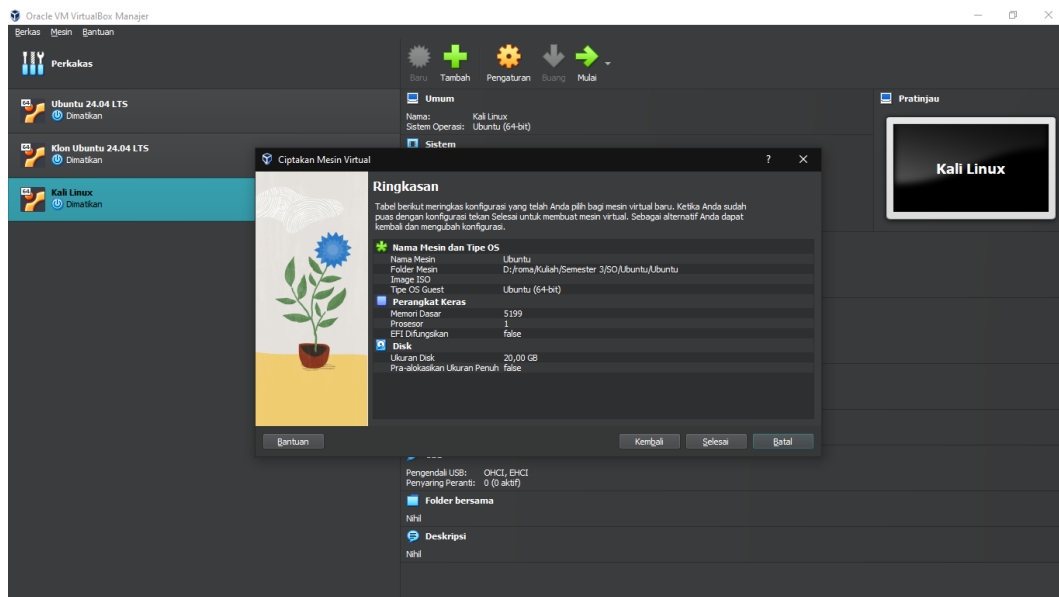 Oracle VM VirtualBox Manajer
Berkas Mesin Bantuan
Perkakas
Baru Tambah Pengaturan Buang Mulai
64 Ubuntu 24.04 LTS
Dimatikan
64 Klon Ubuntu 24.04 LTS
Dimatikan
64 Kali Linux
Dimatikan
Umum
Nama: Kali Linux
Sistem Operasi: Ubuntu (64-bit)
Sistem
Pratinjau
Kali Linux
Ciptakan Mesin Virtual ?
Ringkasan
Tabel berikut meringkas konfigurasi yang telah Anda pilih bagi mesin virtual baru. Ketika Anda sudah
puas dengan konfigurasi tekan Selesai untuk membuat mesin virtual. Sebagai alternatif Anda dapat
kembali dan mengubah konfigurasi.
Nama Mesin dan Tipe OS
Nama Mesin Ubuntu
Folder Mesin D:/roma/Kuliah/Semester 3/SO/Ubuntu/Ubuntu
Image ISO
Tipe OS Guest Ubuntu (64-bit)
Perangkat Keras
Memori Dasar 5199
Prosesor 1
EFI Difungsikan false
Disk
Ukuran Disk 20,00 GB
Pra-alokasikan Ukuran Penuh false
Bantuan Kembali Selesai Batal
Pengendali USB: OHCI, EHCI
Penyaring Peranti: 0 (0 aktif)
Folder bersama
Nihil
Deskripsi
Nihil